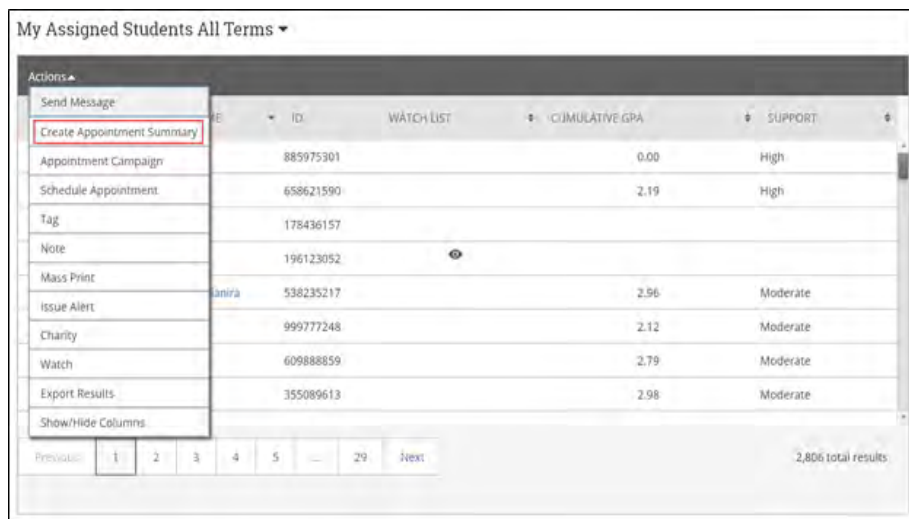 My Assigned Students All Terms
Actions
Send Message
ME ID WATCH LIST CUMULATIVE GPA SUPPORT
Create Appointment Summary
Appointment Campaign 885975301 0.00 High
Schedule Appointment 658621590 2.19 High
Tag 178436157
Note 196123052
Mass Print
Issue Alert 538235217 2.96 Moderate
Charity 999777248 2.12 Moderate
Watch 609888859 2.79 Moderate
Export Results 355089613 2.98 Moderate
Show/Hide Columns
Previous 1 2 3 4 5 ... 29 Next 2,806 total results